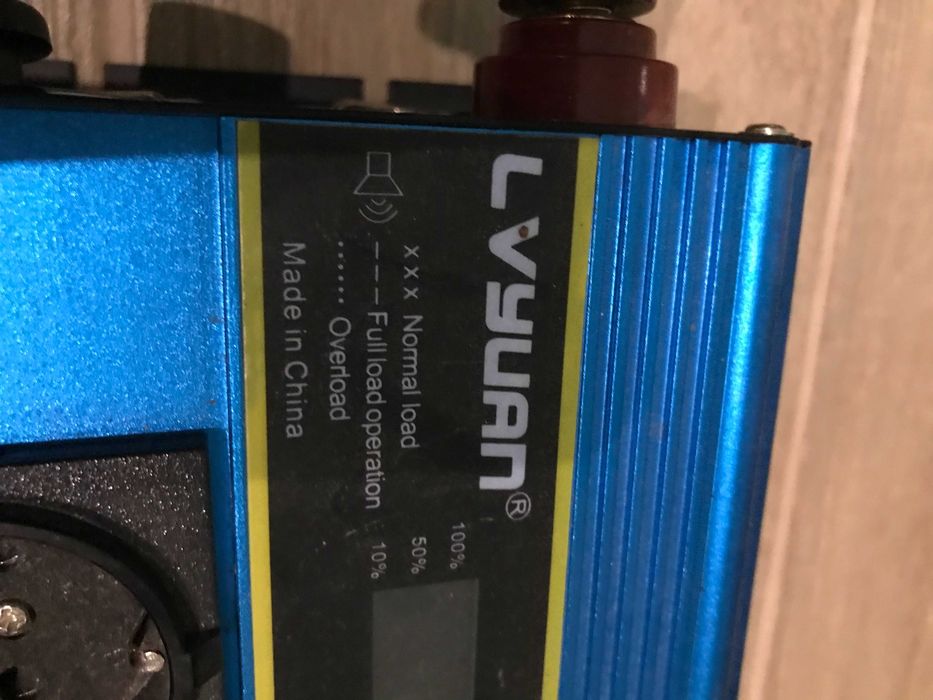 LVYUAN®
x x x Normal load
– – – Full load operation
...... Overload
Made in China
100%
50%
10%